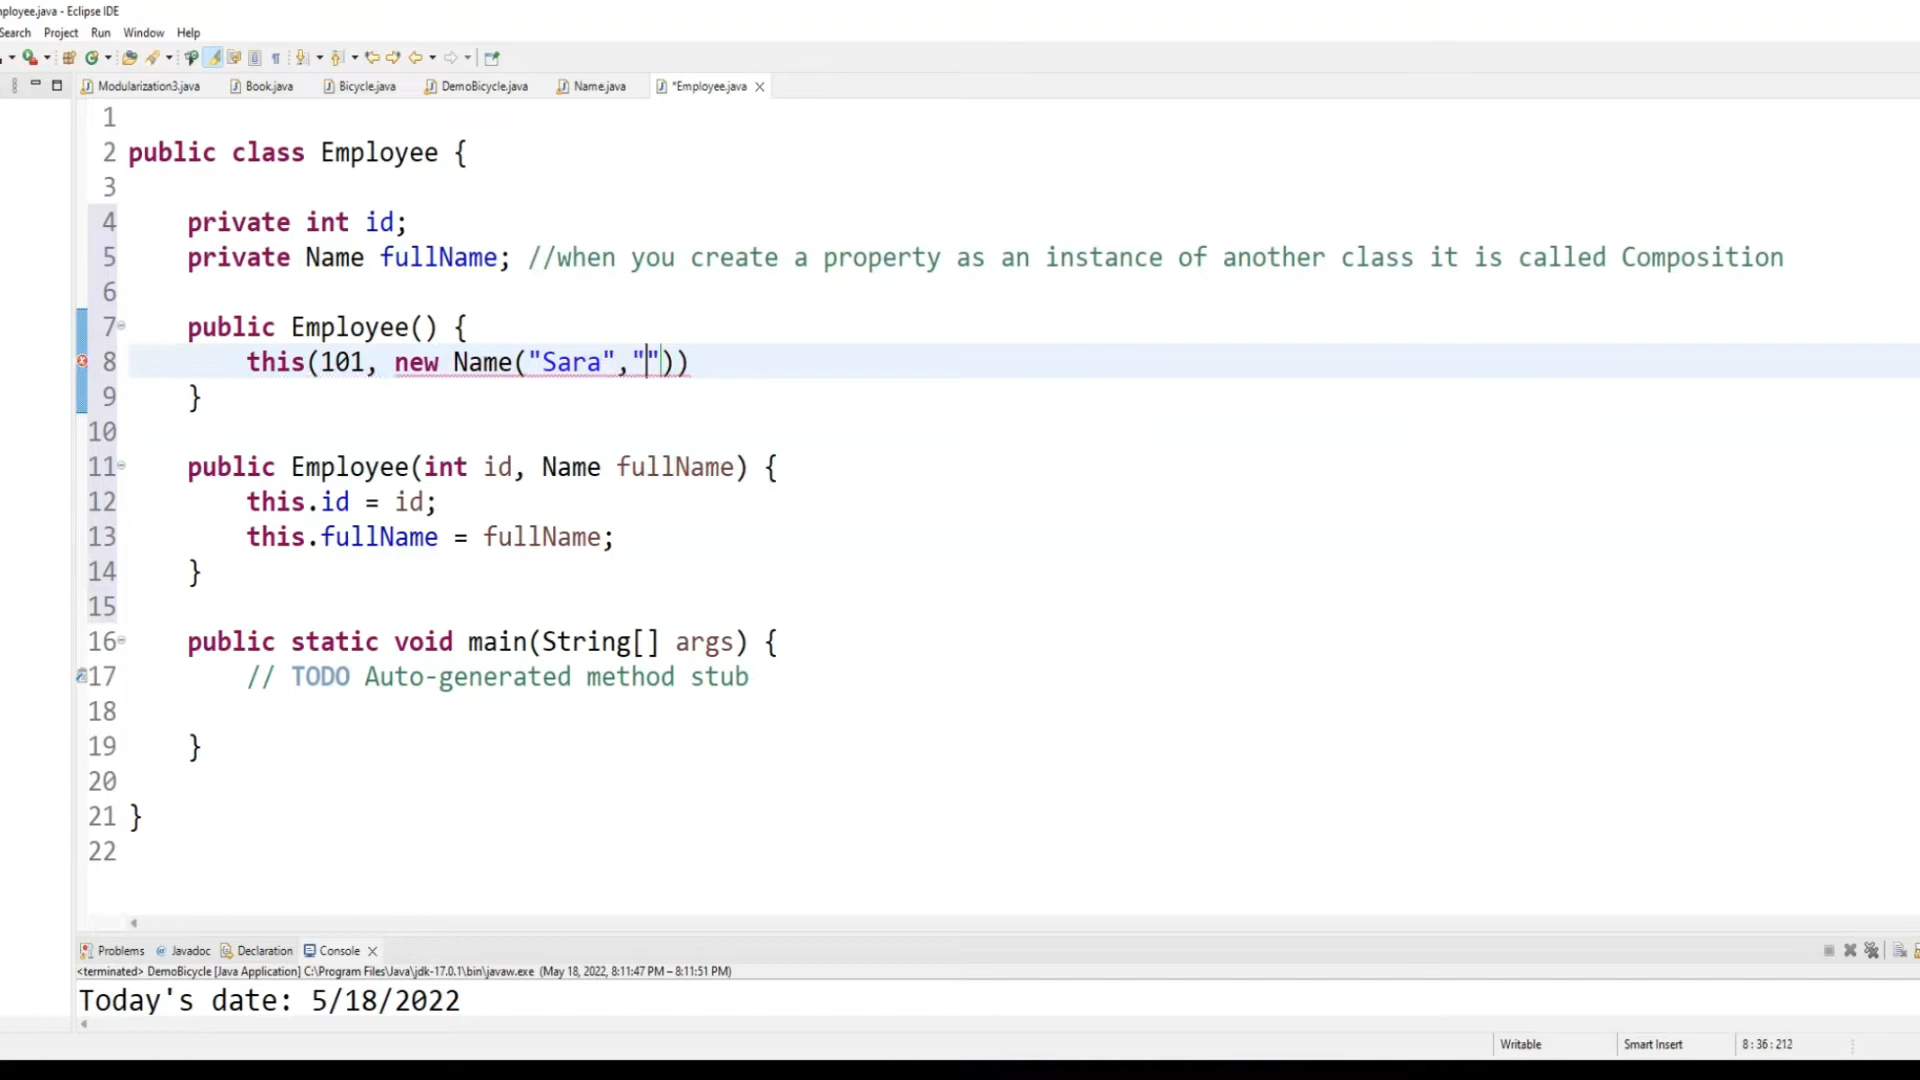 ployee.java - Eclipse IDE
Search Project Run Window Help
Modularization3.java Book.java Bicycle.java DemoBicycle.java Name.java *Employee.java
1
2 public class Employee {
3
4 private int id;
5 private Name fullName; //when you create a property as an instance of another class it is called Composition
6
7 public Employee() {
8 this(101, new Name("Sara",""))
9 }
10
11 public Employee(int id, Name fullName) {
12 this.id = id;
13 this.fullName = fullName;
14 }
15
16 public static void main(String[] args) {
17 // TODO Auto-generated method stub
18
19 }
20
21 }
22
Problems Javadoc Declaration Console
<terminated> DemoBicycle [Java Application] C:\Program Files\Java\jdk-17.0.1\bin\javaw.exe (May 18, 2022, 8:11:47 PM – 8:11:51 PM)
Today's date: 5/18/2022
Writable Smart Insert 8 : 36 : 212